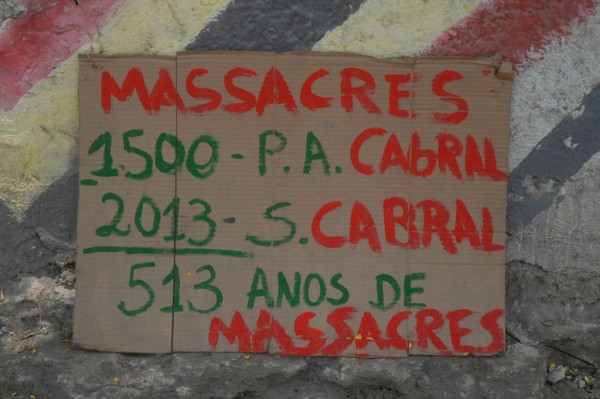 MASSACRES
1500 - P. A. CABRAL
2013 - S. CABRAL
513 ANOS DE
MASSACRES